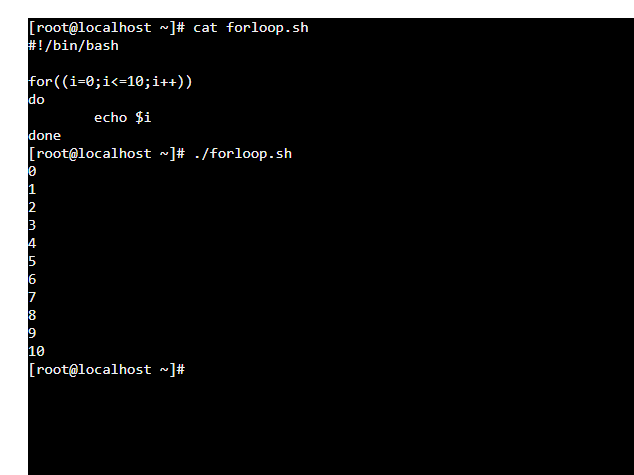 [root@localhost ~]# cat forloop.sh
#!/bin/bash

for((i=0;i<=10;i++))
do
        echo $i
done
[root@localhost ~]# ./forloop.sh
0
1
2
3
4
5
6
7
8
9
10
[root@localhost ~]#